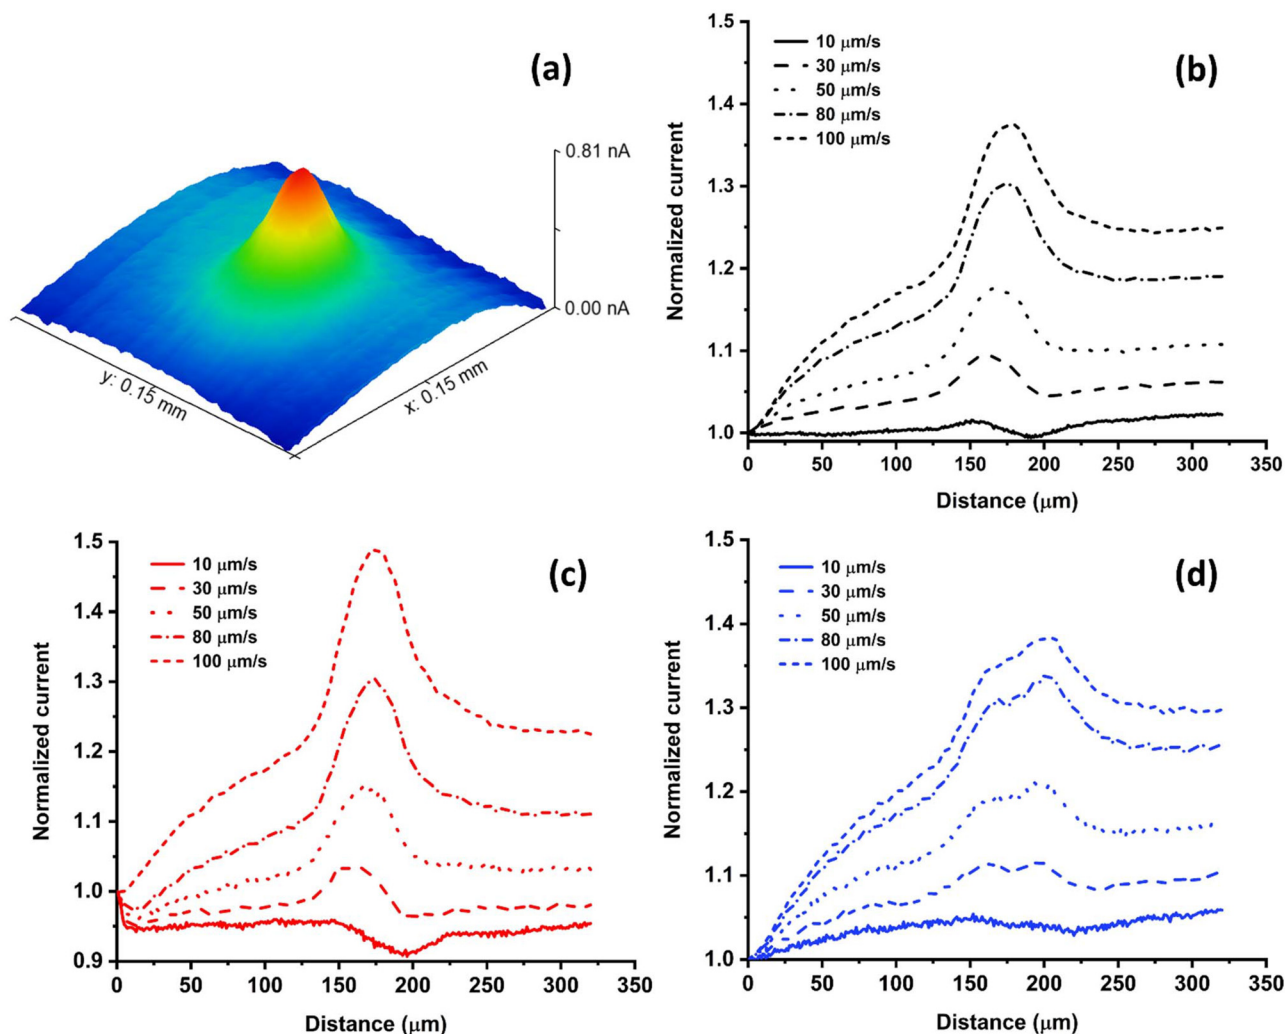 (a)
0.81 nA
0.00 nA
y: 0.15 mm
x: 0.15 mm
(b)
10 μm/s
30 μm/s
50 μm/s
80 μm/s
100 μm/s
Normalized current
1.5
1.4
1.3
1.2
1.1
1.0
0 50 100 150 200 250 300 350
Distance (μm)
(c)
10 μm/s
30 μm/s
50 μm/s
80 μm/s
100 μm/s
Normalized current
1.5
1.4
1.3
1.2
1.1
1.0
0.9
0 50 100 150 200 250 300 350
Distance (μm)
(d)
10 μm/s
30 μm/s
50 μm/s
80 μm/s
100 μm/s
Normalized current
1.5
1.4
1.3
1.2
1.1
1.0
0 50 100 150 200 250 300 350
Distance (μm)